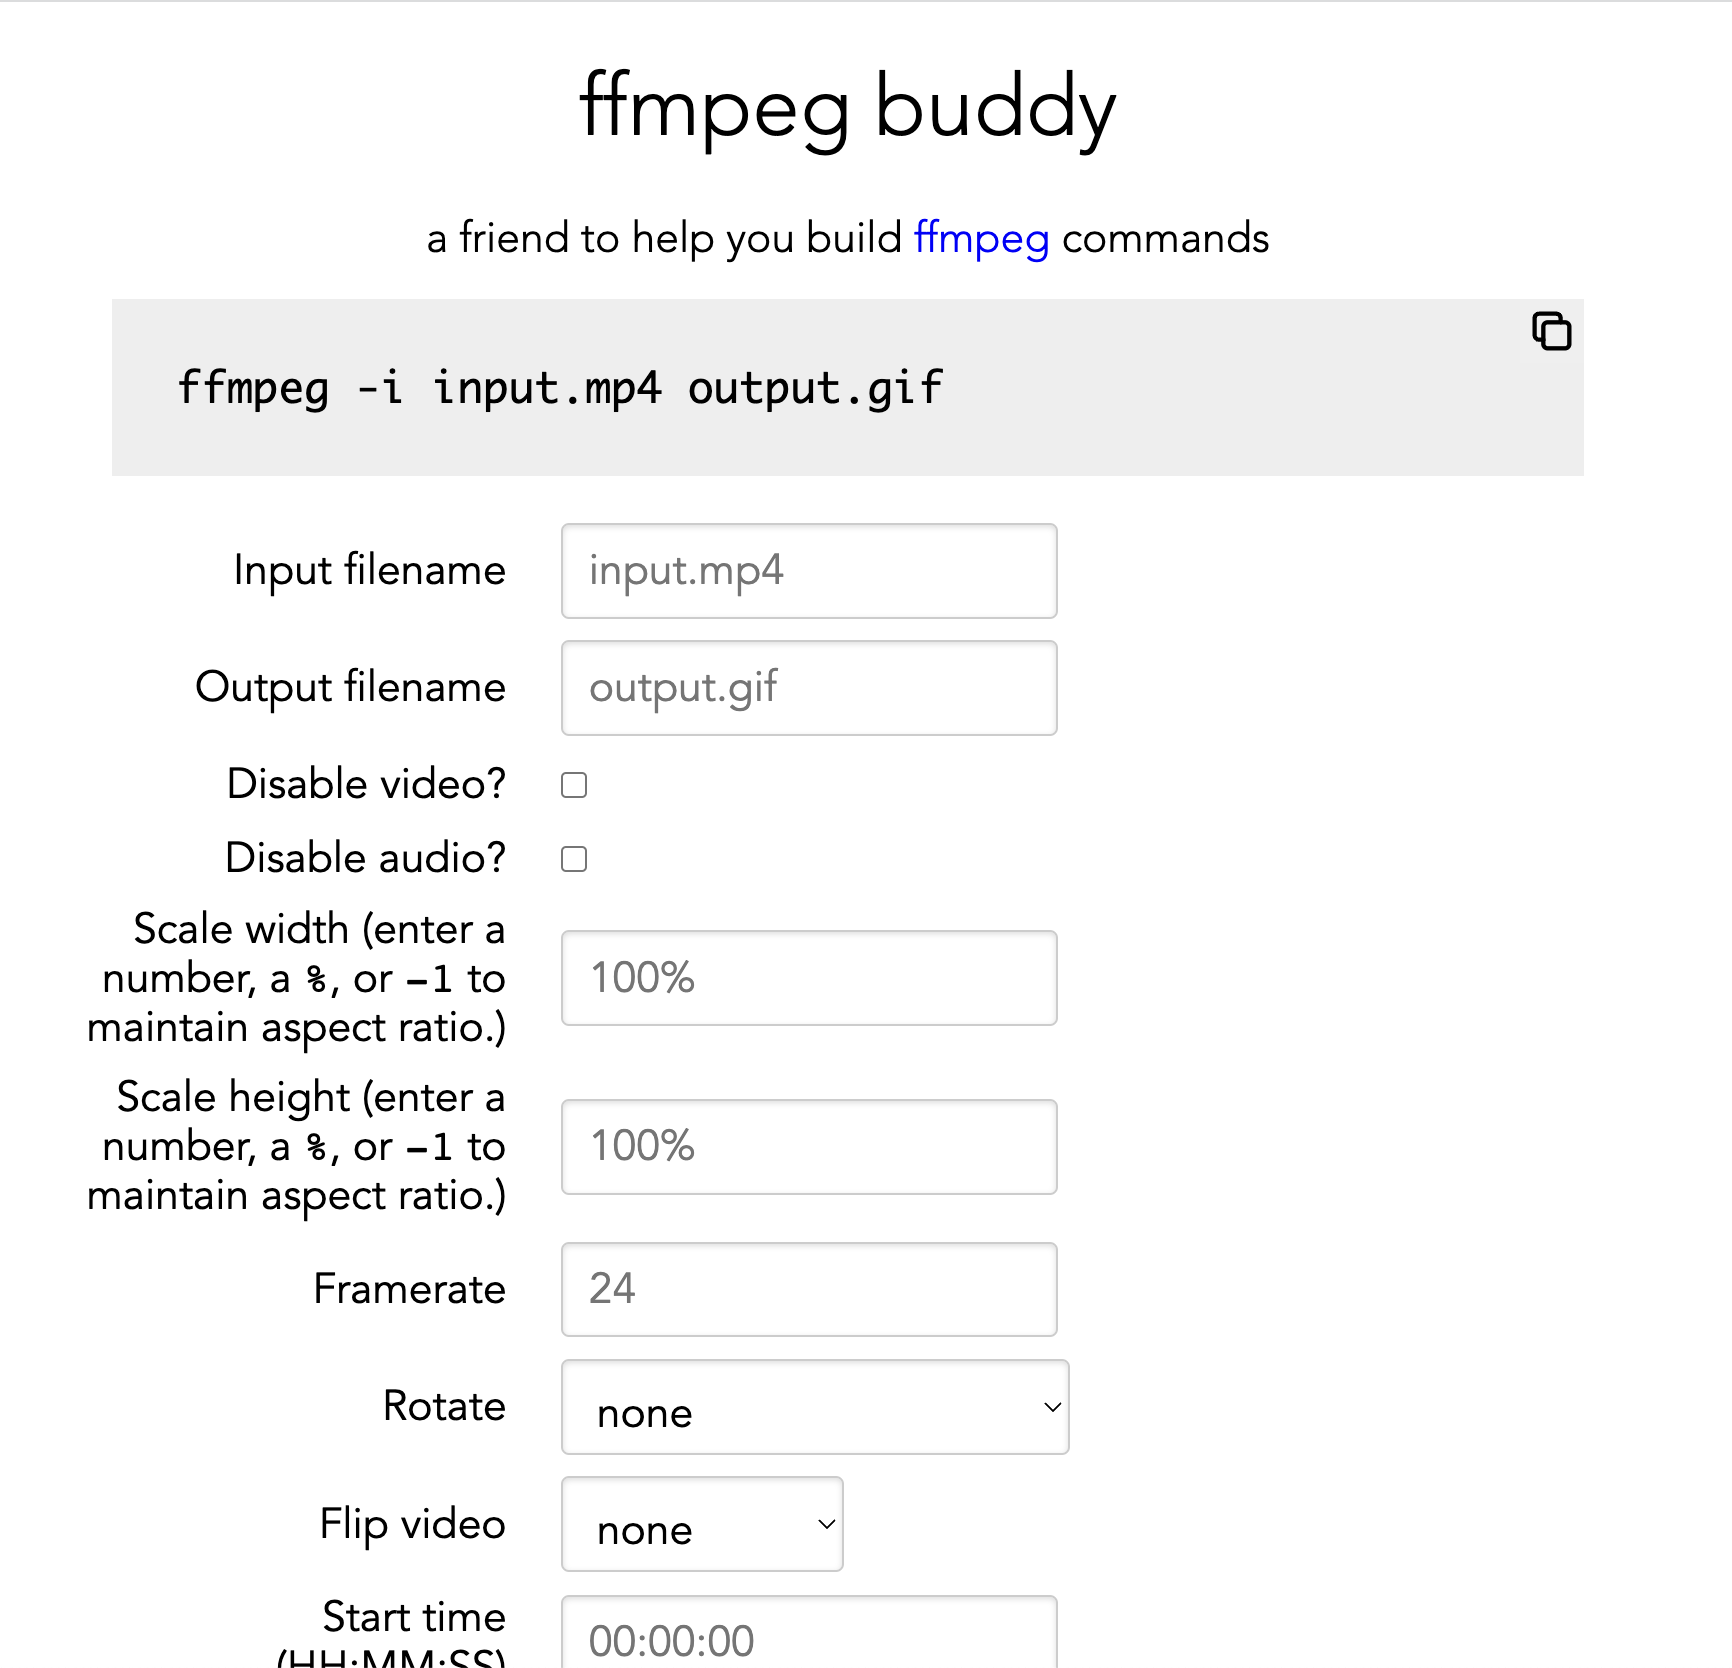 ffmpeg buddy
a friend to help you build ffmpeg commands
ffmpeg -i input.mp4 output.gif
Input filename
input.mp4
Output filename
output.gif
Disable video?
Disable audio?
Scale width (enter a
number, a %, or -1 to
maintain aspect ratio.)
100%
Scale height (enter a
number, a %, or -1 to
maintain aspect ratio.)
100%
Framerate
24
Rotate
none
Flip video
none
Start time
(HH:MM:SS)
00:00:00